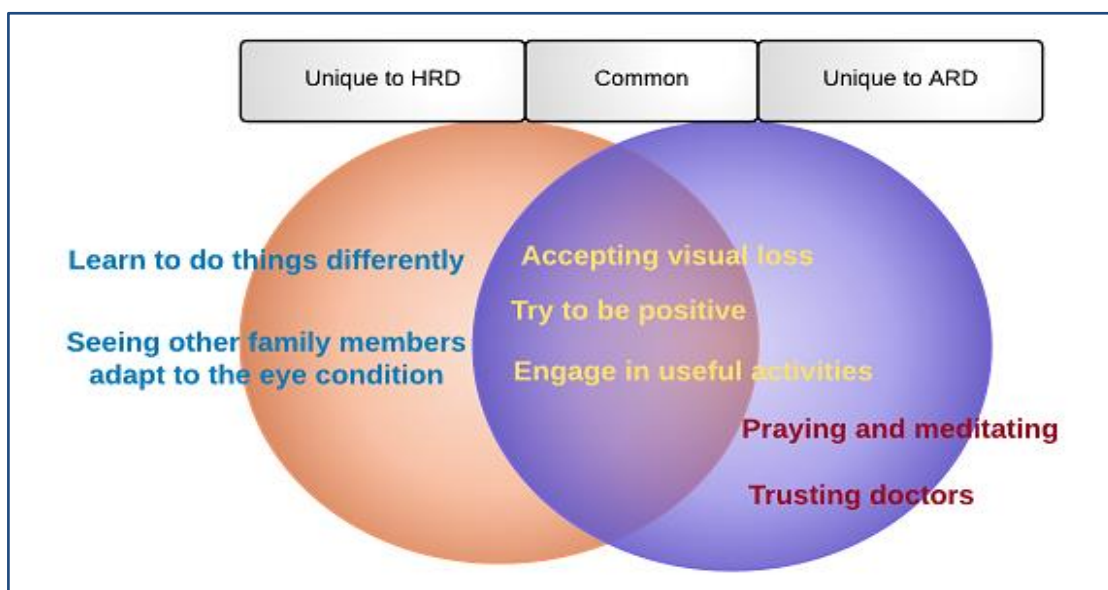 Unique to HRD
Common
Unique to ARD
Learn to do things differently
Seeing other family members
adapt to the eye condition
Accepting visual loss
Try to be positive
Engage in useful activities
Praying and meditating
Trusting doctors